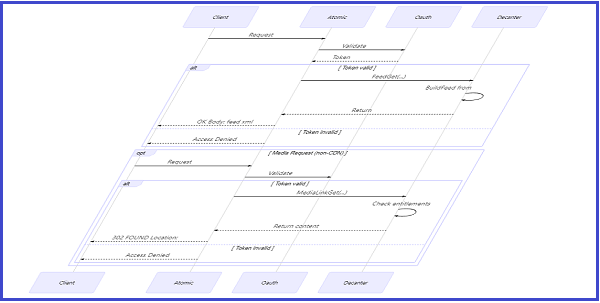 Client Atomic Oauth Decanter
Request
Validate
Token
alt [ Token valid ]
FeedGet(...)
BuildFeed from
Return
OK Body: feed xml
[ Token invalid ]
Access Denied
opt [ Media Request (non-CDN) ]
Request
Validate
alt [ Token valid ]
MediaLinkGet(...)
Check entitlements
Return content
302 FOUND Location:
[ Token invalid ]
Access Denied
Client Atomic Oauth Decanter